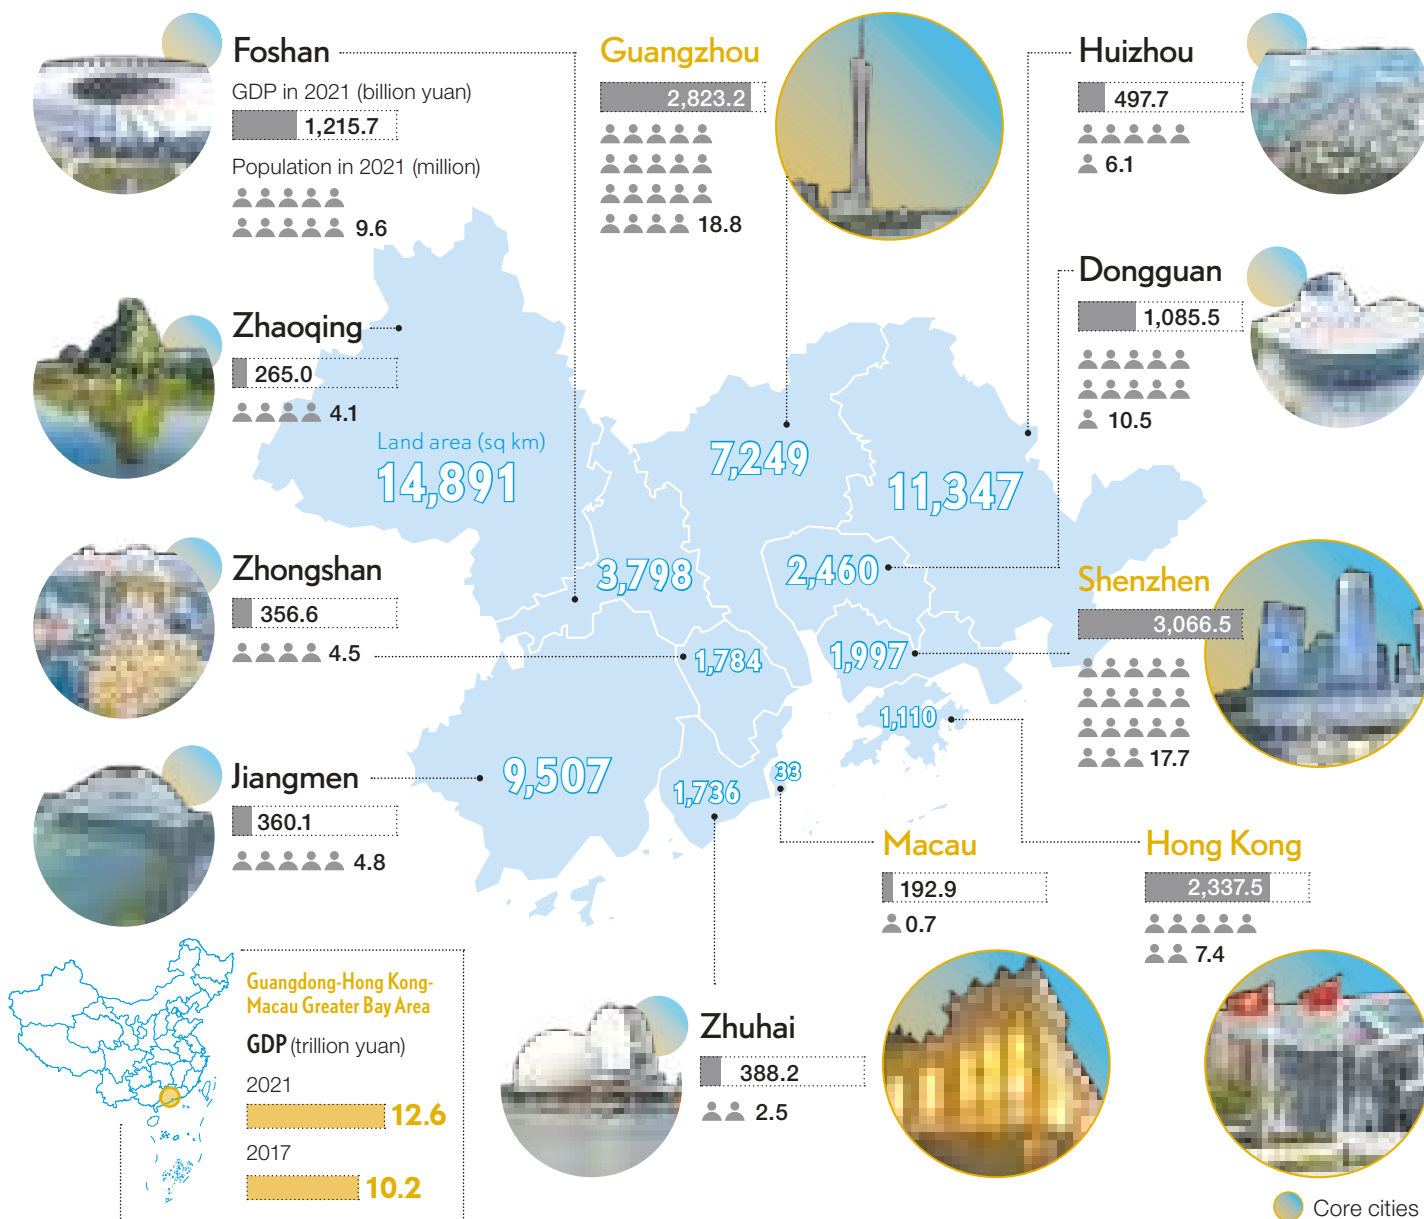 Foshan
GDP in 2021 (billion yuan)
1,215.7
Population in 2021 (million)
9.6
Guangzhou
2,823.2
18.8
Huizhou
497.7
6.1
Dongguan
1,085.5
10.5
Zhaoqing
265.0
4.1
Land area (sq km)
14,891
7,249
11,347
3,798
2,460
Zhongshan
356.6
4.5
1,784
1,997
Shenzhen
3,066.5
17.7
1,110
Jiangmen
360.1
4.8
9,507
1,736
33
Macau
192.9
0.7
Hong Kong
2,337.5
7.4
Zhuhai
388.2
2.5
Guangdong-Hong Kong-
Macau Greater Bay Area
GDP (trillion yuan)
2021
12.6
2017
10.2
Core cities